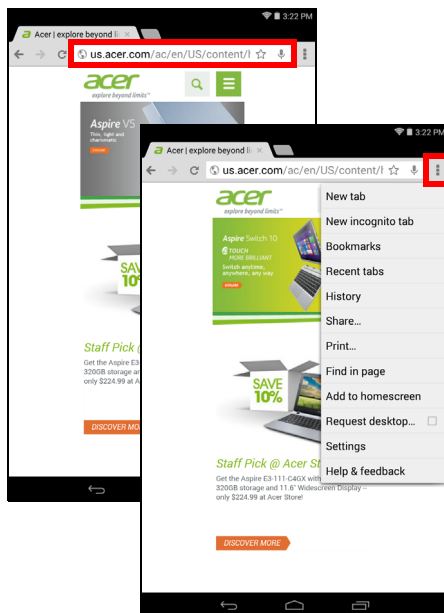 3:22 PM
Acer | explore beyond li
us.acer.com/ac/en/US/content/h
acer
explore beyond limits™
Aspire V5
Thin, light and
charismatic
SAV
10
Staff Pick @
Get the Aspire E3
320GB storage ar
only $224.99 at A
DISCOVER MO
3:22 PM
Acer | explore beyond li
us.acer.com/ac/en/US/content/l
acer
explore beyond limits™
Aspire Switch 10
TOUCH
MORE BRILLIANT
Switch anytime,
anywhere, any way
New tab
New incognito tab
Bookmarks
Recent tabs
History
Share...
Print...
Find in page
Add to homescreen
Request desktop...
Settings
Help & feedback
SAVE
10%
Staff Pick @ Acer St
Get the Aspire E3-111-C4GX with
320GB storage and 11.6" Widescreen Display --
only $224.99 at Acer Store!
DISCOVER MORE